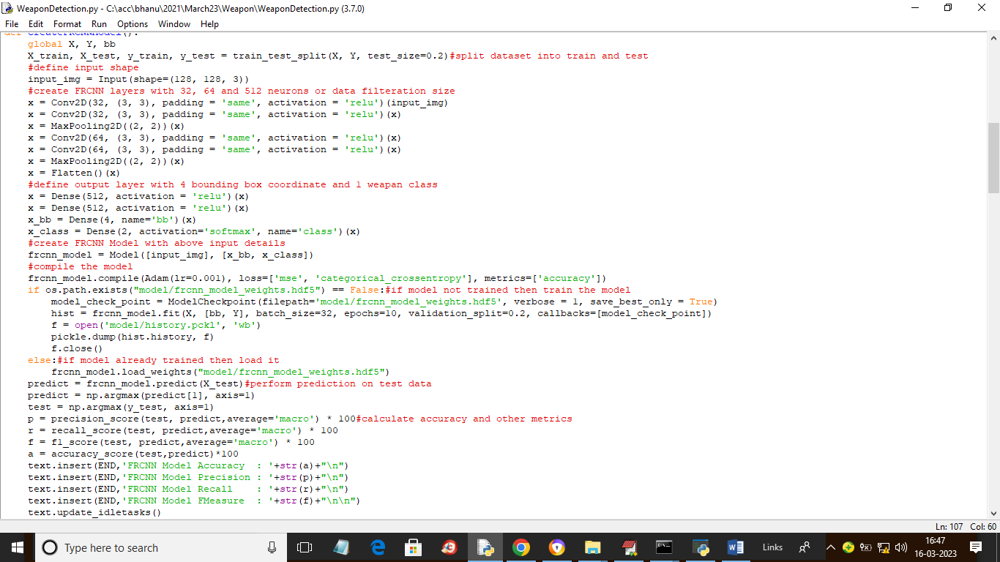 WeaponDetection.py - C:\acc\bhanu\2021\March23\Weapon\WeaponDetection.py (3.7.0)
File Edit Format Run Options Window Help
def CreateFRCNNModel():
    global X, Y, bb
    X_train, X_test, y_train, y_test = train_test_split(X, Y, test_size=0.2)#split dataset into train and test
    #define input shape
    input_img = Input(shape=(128, 128, 3))
    #create FRCNN layers with 32, 64 and 512 neurons or data filteration size
    x = Conv2D(32, (3, 3), padding = 'same', activation = 'relu')(input_img)
    x = Conv2D(32, (3, 3), padding = 'same', activation = 'relu')(x)
    x = MaxPooling2D((2, 2))(x)
    x = Conv2D(64, (3, 3), padding = 'same', activation = 'relu')(x)
    x = Conv2D(64, (3, 3), padding = 'same', activation = 'relu')(x)
    x = MaxPooling2D((2, 2))(x)
    x = Flatten()(x)
    #define output layer with 4 bounding box coordinate and 1 weapan class
    x = Dense(512, activation = 'relu')(x)
    x = Dense(512, activation = 'relu')(x)
    x_bb = Dense(4, name='bb')(x)
    x_class = Dense(2, activation='softmax', name='class')(x)
    #create FRCNN Model with above input details
    frcnn_model = Model([input_img], [x_bb, x_class])
    #compile the model
    frcnn_model.compile(Adam(lr=0.001), loss=['mse', 'categorical_crossentropy'], metrics=['accuracy'])
    if os.path.exists("model/frcnn_model_weights.hdf5") == False:#if model not trained then train the model
        model_check_point = ModelCheckpoint(filepath='model/frcnn_model_weights.hdf5', verbose = 1, save_best_only = True)
        hist = frcnn_model.fit(X, [bb, Y], batch_size=32, epochs=10, validation_split=0.2, callbacks=[model_check_point])
        f = open('model/history.pckl', 'wb')
        pickle.dump(hist.history, f)
        f.close()
    else:#if model already trained then load it
        frcnn_model.load_weights("model/frcnn_model_weights.hdf5")
    predict = frcnn_model.predict(X_test)#perform prediction on test data
    predict = np.argmax(predict[1], axis=1)
    test = np.argmax(y_test, axis=1)
    p = precision_score(test, predict,average='macro') * 100#calculate accuracy and other metrics
    r = recall_score(test, predict,average='macro') * 100
    f = f1_score(test, predict,average='macro') * 100
    a = accuracy_score(test,predict)*100
    text.insert(END,'FRCNN Model Accuracy  : '+str(a)+"\n")
    text.insert(END,'FRCNN Model Precision : '+str(p)+"\n")
    text.insert(END,'FRCNN Model Recall    : '+str(r)+"\n")
    text.insert(END,'FRCNN Model FMeasure  : '+str(f)+"\n\n")
    text.update_idletasks()
Ln: 107 Col: 60
Type here to search
Links
16:47
16-03-2023